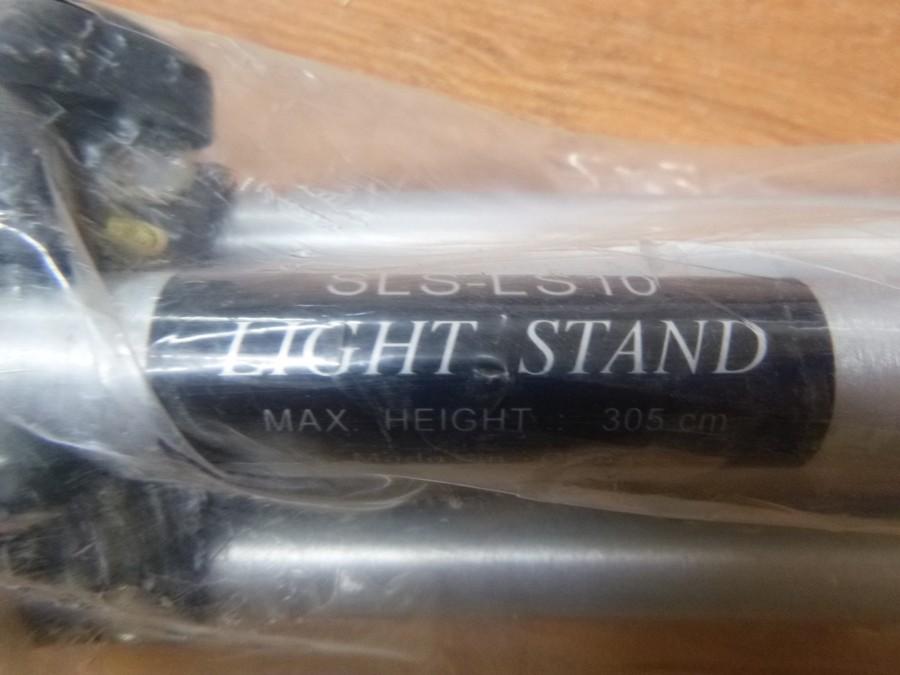 SLS-LS10
LIGHT STAND
MAX. HEIGHT : 305 cm